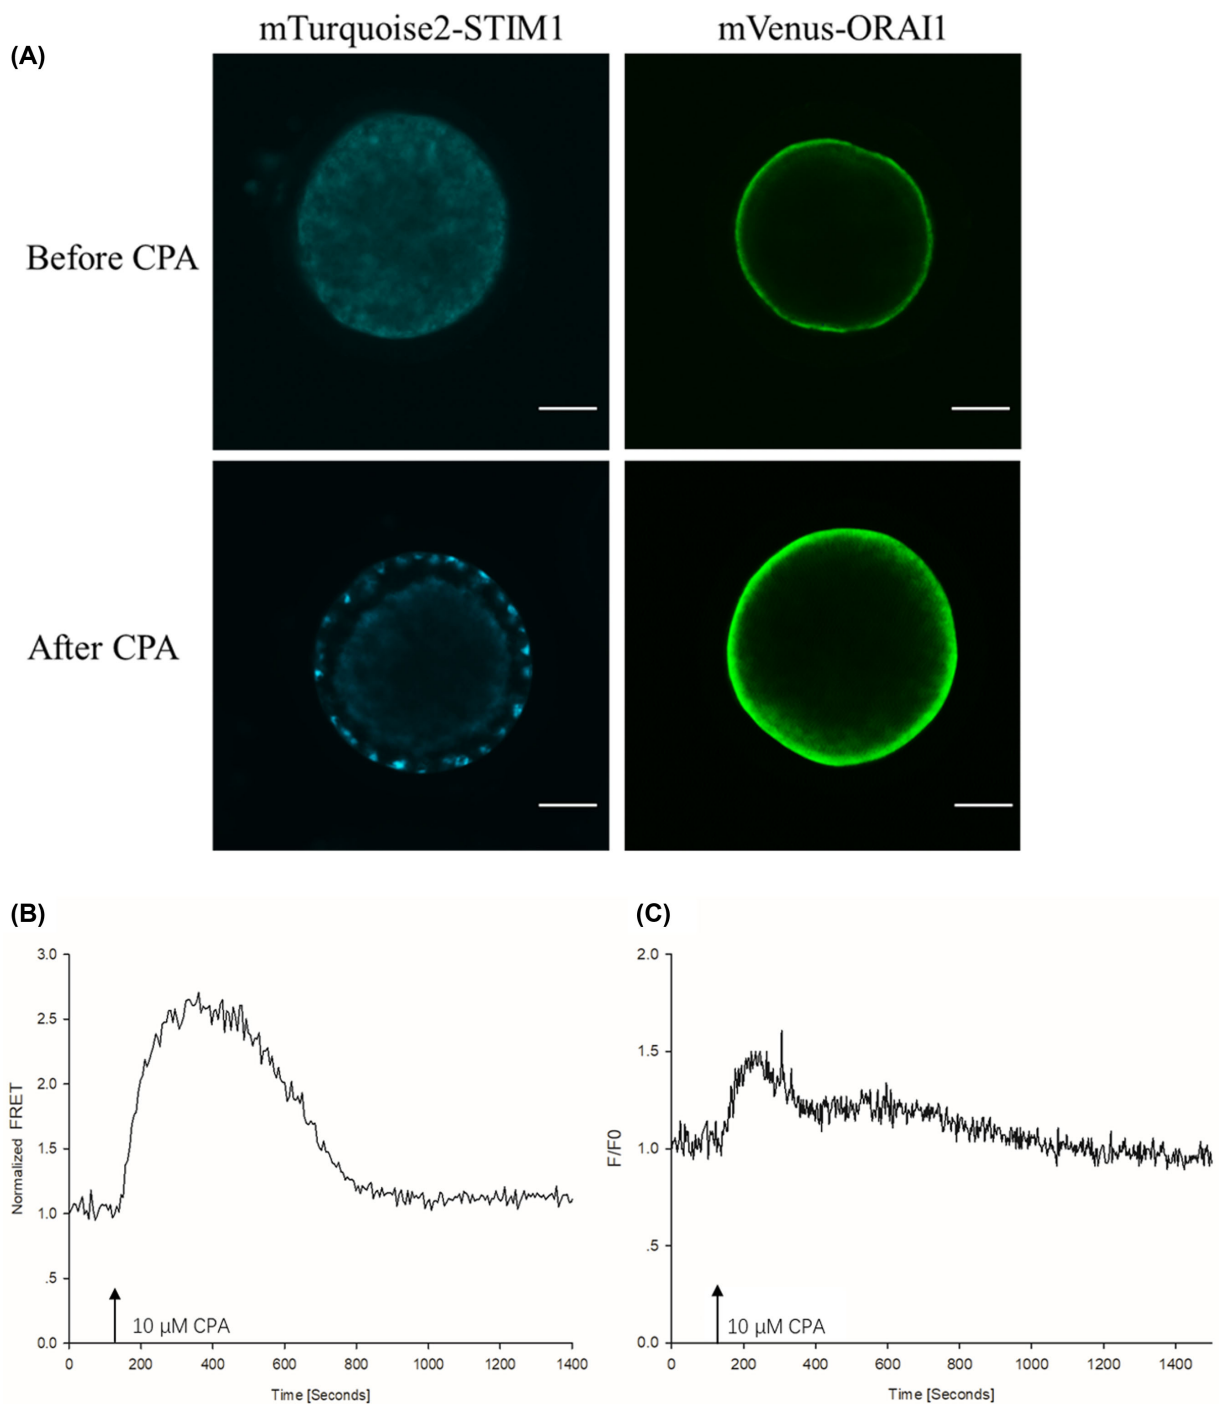 mTurquoise2-STIM1 mVenus-ORAI1
(A)
Before CPA
After CPA
(B) (C)
3.0
2.5
2.0
1.5
1.0
.5
0.0
Normalized FRET
10 µM CPA
0 200 400 600 800 1000 1200 1400
Time [Seconds]
2.0
1.5
1.0
.5
0.0
F/F0
10 µM CPA
0 200 400 600 800 1000 1200 1400
Time [Seconds]